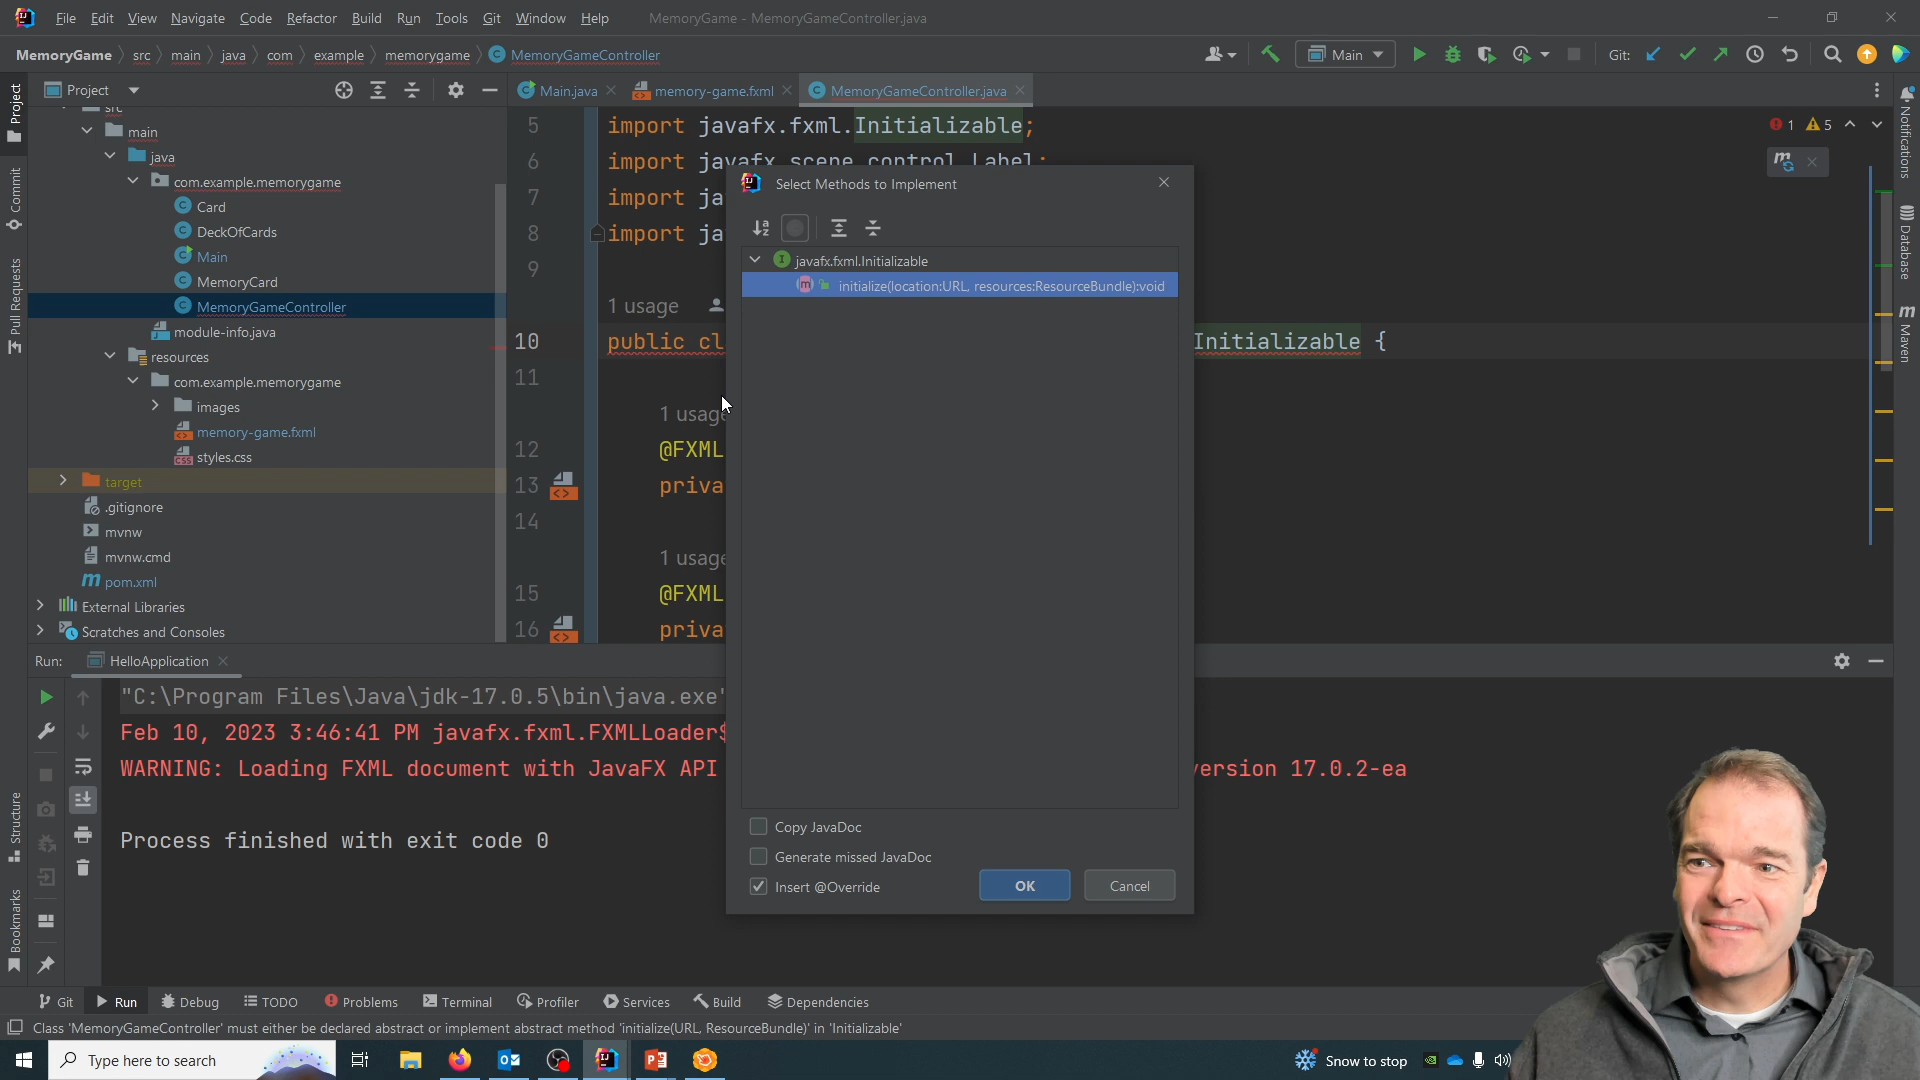 File Edit View Navigate Code Refactor Build Run Tools Git Window Help MemoryGame - MemoryGameController.java
MemoryGame src main java com example memorygame MemoryGameController Main Git:
Project
Main.java memory-game.fxml MemoryGameController.java
src
main
java
com.example.memorygame
Card
DeckOfCards
Main
MemoryCard
MemoryGameController
module-info.java
resources
com.example.memorygame
images
memory-game.fxml
styles.css
target
.gitignore
mvnw
mvnw.cmd
pom.xml
External Libraries
Scratches and Consoles
Project
Commit
Pull Requests
Structure
Bookmarks
5 import javafx.fxml.Initializable;
6 import javafx.scene.control.Label;
7 import ja
8 import ja
9
1 usage
10 public cl Initializable {
11
1 usage
12 @FXML
13 priva
14
1 usage
15 @FXML
16 priva
1 5
Notifications
Database
Maven
Select Methods to Implement
javafx.fxml.Initializable
initialize(location:URL, resources:ResourceBundle):void
Copy JavaDoc
Generate missed JavaDoc
Insert @Override
OK Cancel
Run: HelloApplication
"C:\Program Files\Java\jdk-17.0.5\bin\java.exe"
Feb 10, 2023 3:46:41 PM javafx.fxml.FXMLLoader$
WARNING: Loading FXML document with JavaFX API version 17.0.2-ea
Process finished with exit code 0
Git Run Debug TODO Problems Terminal Profiler Services Build Dependencies
Class 'MemoryGameController' must either be declared abstract or implement abstract method 'initialize(URL, ResourceBundle)' in 'Initializable'
Type here to search
Snow to stop